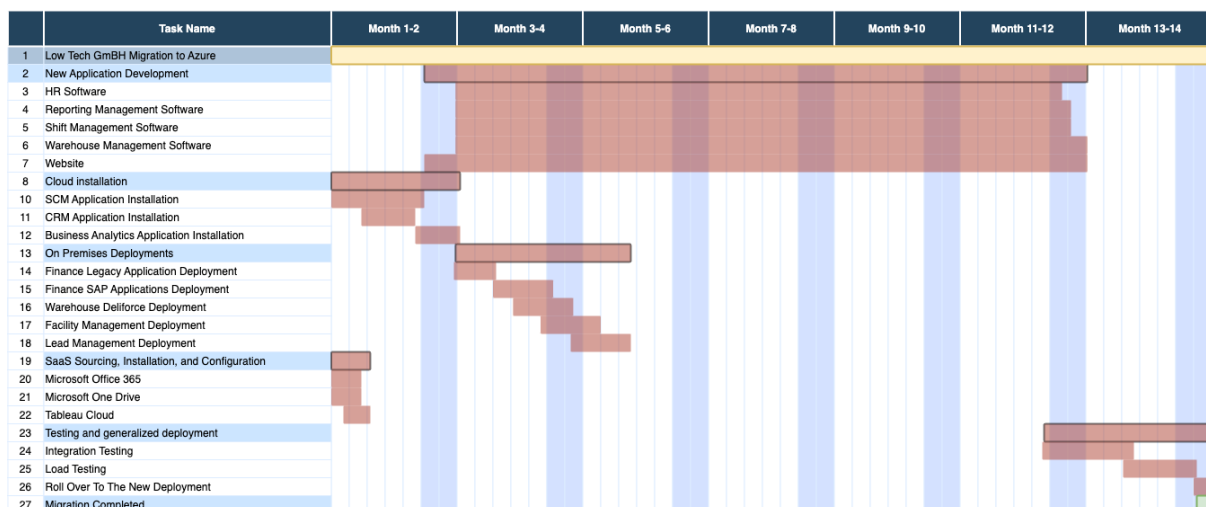 Task Name Month 1-2 Month 3-4 Month 5-6 Month 7-8 Month 9-10 Month 11-12 Month 13-14
1 Low Tech GmBH Migration to Azure
2 New Application Development
3 HR Software
4 Reporting Management Software
5 Shift Management Software
6 Warehouse Management Software
7 Website
8 Cloud installation
10 SCM Application Installation
11 CRM Application Installation
12 Business Analytics Application Installation
13 On Premises Deployments
14 Finance Legacy Application Deployment
15 Finance SAP Applications Deployment
16 Warehouse Deliforce Deployment
17 Facility Management Deployment
18 Lead Management Deployment
19 SaaS Sourcing, Installation, and Configuration
20 Microsoft Office 365
21 Microsoft One Drive
22 Tableau Cloud
23 Testing and generalized deployment
24 Integration Testing
25 Load Testing
26 Roll Over To The New Deployment
27 Migration Completed